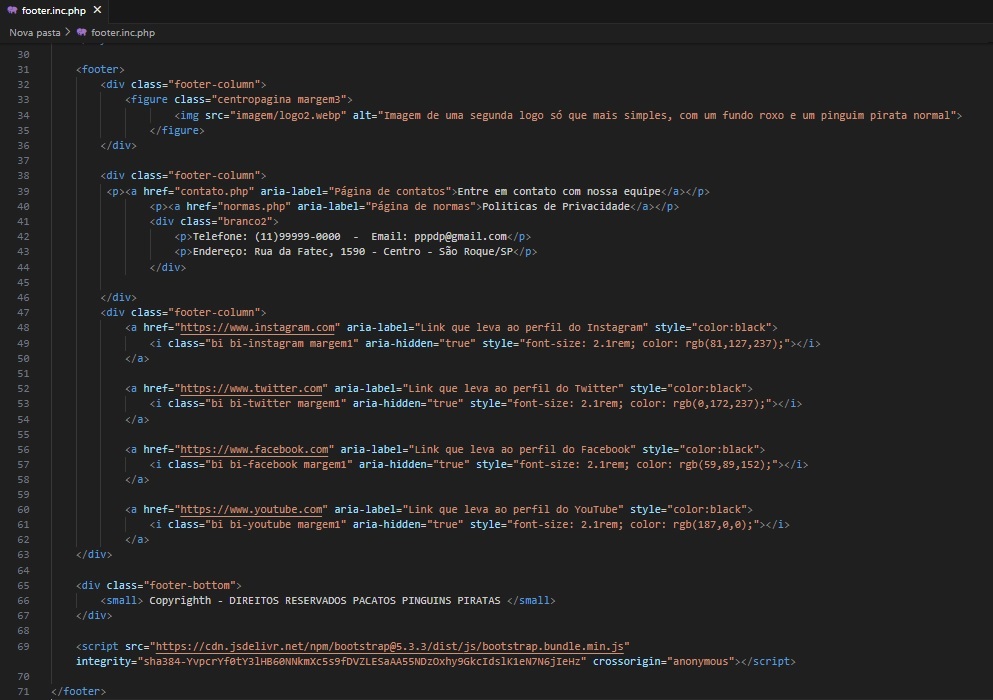 footer.inc.php ×
Nova pasta > footer.inc.php
30
31 <footer>
32 <div class="footer-column">
33 <figure class="centropagina margem3">
34 <img src="imagem/logo2.webp" alt="Imagem de uma segunda logo só que mais simples, com um fundo roxo e um pinguim pirata normal">
35 </figure>
36 </div>
37
38 <div class="footer-column">
39 <p><a href="contato.php" aria-label="Página de contatos">Entre em contato com nossa equipe</a></p>
40 <p><a href="normas.php" aria-label="Página de normas">Politicas de Privacidade</a></p>
41 <div class="branco2">
42 <p>Telefone: (11)99999-0000  -  Email: pppdp@gmail.com</p>
43 <p>Endereço: Rua da Fatec, 1590 - Centro - São Roque/SP</p>
44 </div>
45
46 </div>
47 <div class="footer-column">
48 <a href="https://www.instagram.com" aria-label="Link que leva ao perfil do Instagram" style="color:black">
49 <i class="bi bi-instagram margem1" aria-hidden="true" style="font-size: 2.1rem; color: rgb(81,127,237);"></i>
50 </a>
51
52 <a href="https://www.twitter.com" aria-label="Link que leva ao perfil do Twitter" style="color:black">
53 <i class="bi bi-twitter margem1" aria-hidden="true" style="font-size: 2.1rem; color: rgb(0,172,237);"></i>
54 </a>
55
56 <a href="https://www.facebook.com" aria-label="Link que leva ao perfil do Facebook" style="color:black">
57 <i class="bi bi-facebook margem1" aria-hidden="true" style="font-size: 2.1rem; color: rgb(59,89,152);"></i>
58 </a>
59
60 <a href="https://www.youtube.com" aria-label="Link que leva ao perfil do YouTube" style="color:black">
61 <i class="bi bi-youtube margem1" aria-hidden="true" style="font-size: 2.1rem; color: rgb(187,0,0);"></i>
62 </a>
63 </div>
64
65 <div class="footer-bottom">
66 <small> Copyrighth - DIREITOS RESERVADOS PACATOS PINGUINS PIRATAS </small>
67 </div>
68
69 <script src="https://cdn.jsdelivr.net/npm/bootstrap@5.3.3/dist/js/bootstrap.bundle.min.js"
integrity="sha384-YvpcrYf0tY3lHB60NNkmXc5s9fDVZLESaAA55NDzOxhy9GkcIdslK1eN7N6jIeHz" crossorigin="anonymous"></script>
70
71 </footer>